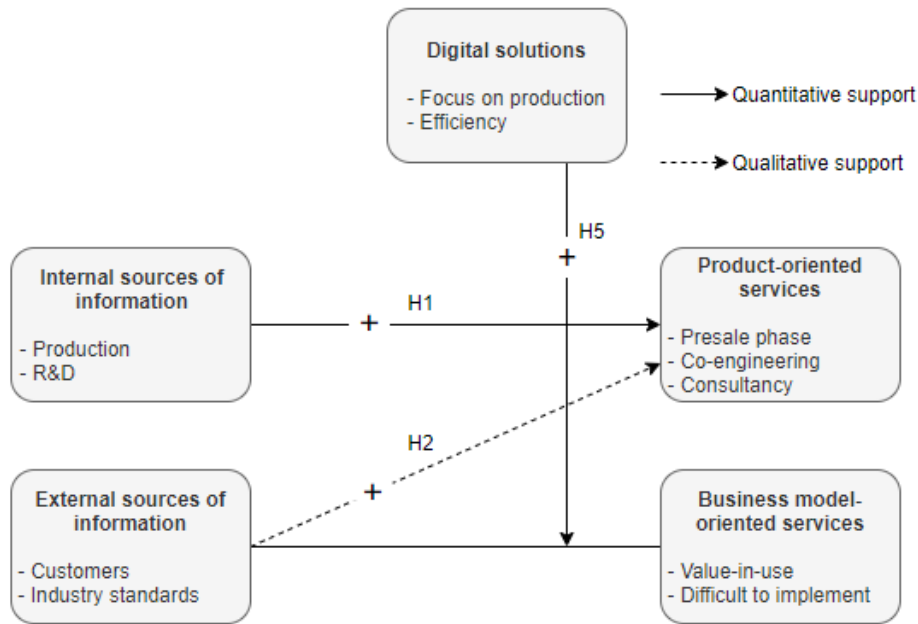 Digital solutions
- Focus on production
- Efficiency
Quantitative support
Qualitative support
H5
+
Internal sources of
information
- Production
- R&D
H1
+
Product-oriented
services
- Presale phase
- Co-engineering
- Consultancy
H2
+
External sources of
information
- Customers
- Industry standards
Business model-
oriented services
- Value-in-use
- Difficult to implement